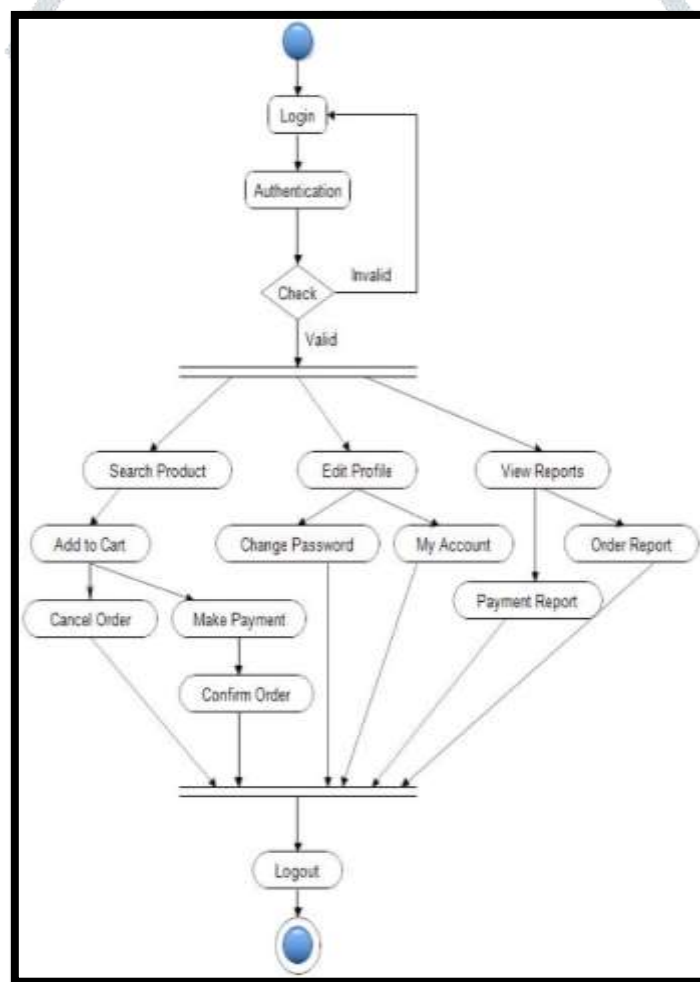 Login
Authentication
Invalid
Check
Valid
Search Product
Edit Profile
View Reports
Add to Cart
Change Password
My Account
Order Report
Cancel Order
Make Payment
Payment Report
Confirm Order
Logout